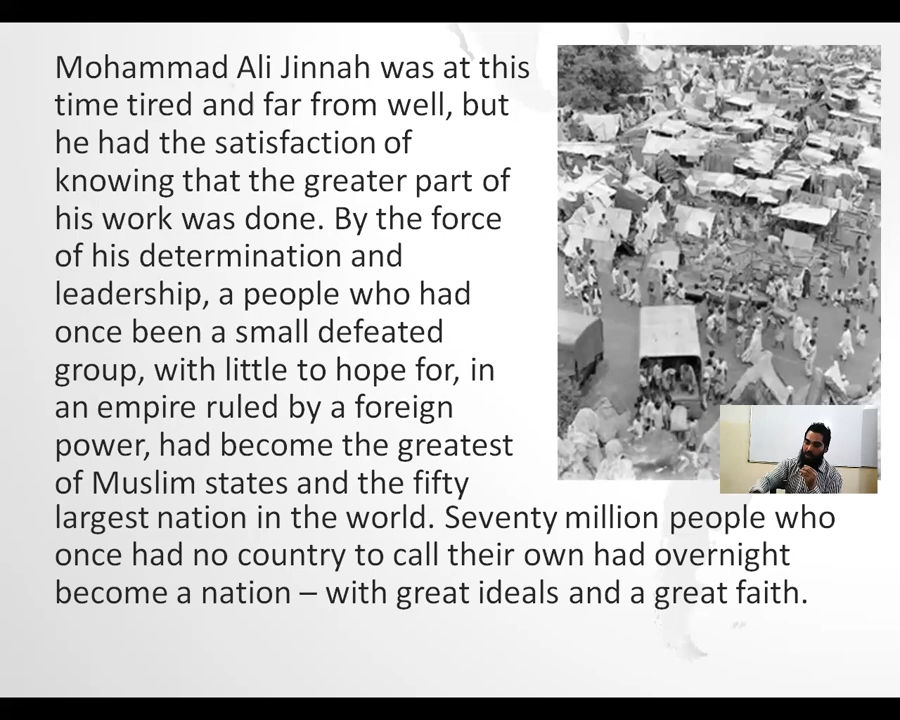 Mohammad Ali Jinnah was at this
time tired and far from well, but
he had the satisfaction of
knowing that the greater part of
his work was done. By the force
of his determination and
leadership, a people who had
once been a small defeated
group, with little to hope for, in
an empire ruled by a foreign
power, had become the greatest
of Muslim states and the fifty
largest nation in the world. Seventy million people who
once had no country to call their own had overnight
become a nation – with great ideals and a great faith.